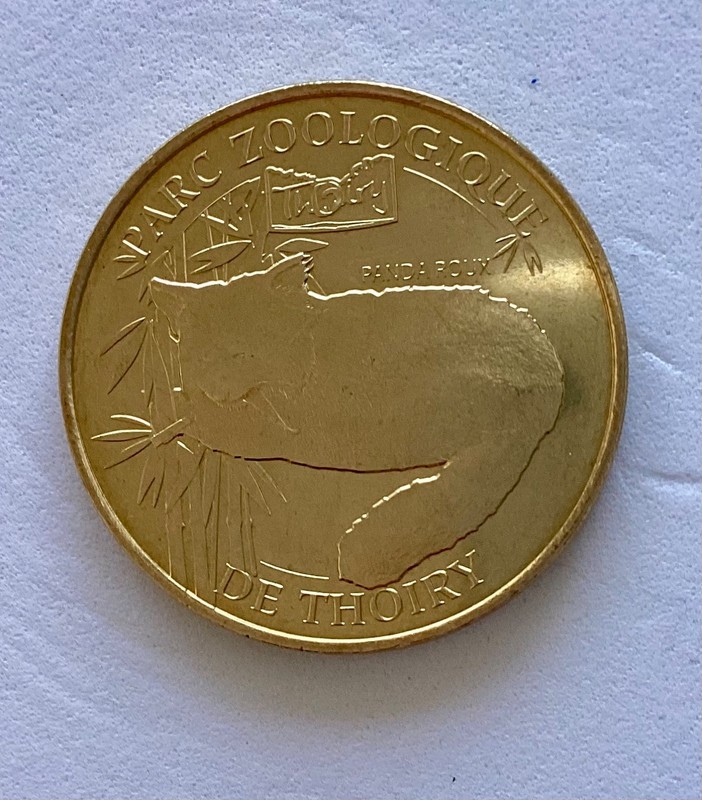 PARC ZOOLOGIQUE
THOIRY
PANDA ROUX
DE THOIRY